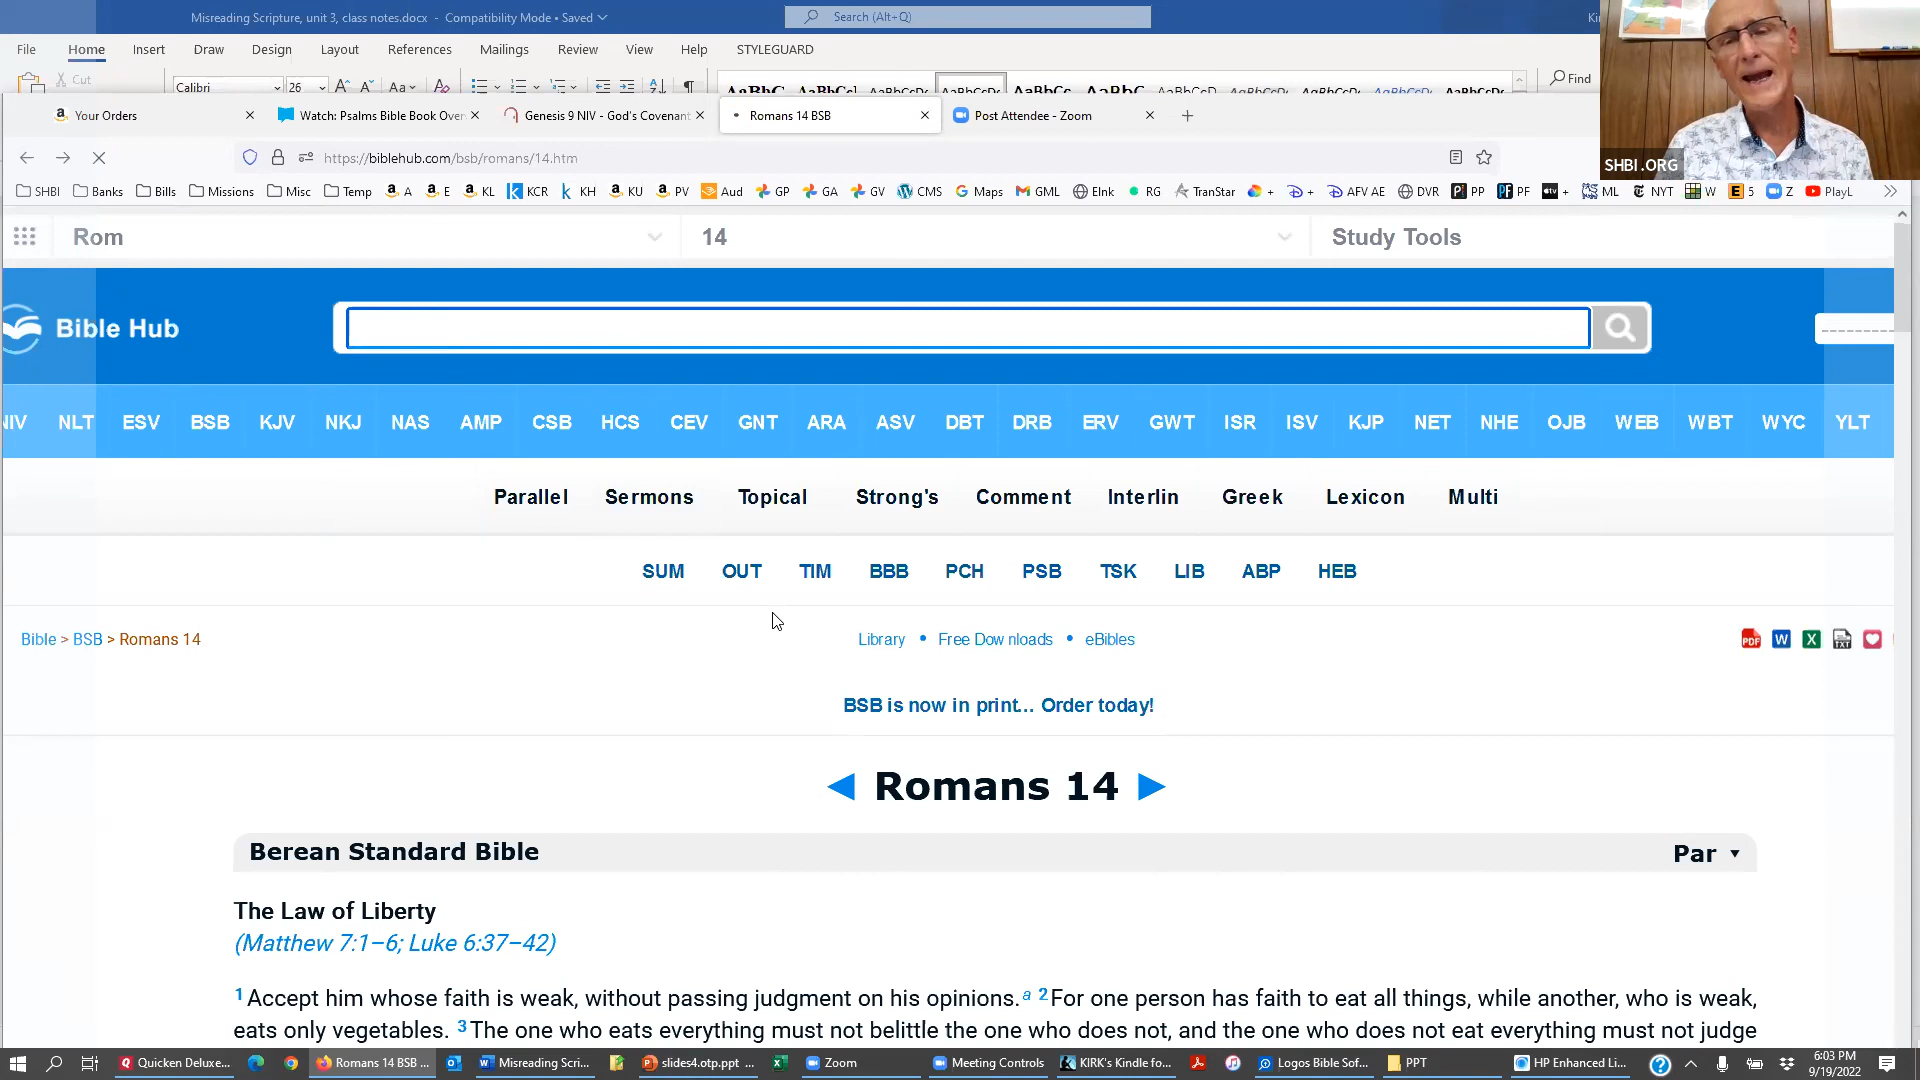 Misreading Scripture, unit 3, class notes.docx - Compatibility Mode • Saved
Search (Alt+Q)
File Home Insert Draw Design Layout References Mailings Review View Help STYLEGUARD
Cut
Calibri 26 Aa
Find
Your Orders
Watch: Psalms Bible Book Over
Genesis 9 NIV - God's Covenant
Romans 14 BSB
Post Attendee - Zoom
SHBI.ORG
https://biblehub.com/bsb/romans/14.htm
SHBI Banks Bills Missions Misc Temp A E KL KCR KH KU PV Aud GP GA GV CMS Maps GML EInk RG TranStar + + AFV AE DVR PP PF + ML NYT W 5 Z PlayL
Rom 14 Study Tools
Bible Hub
NIV NLT ESV BSB KJV NKJ NAS AMP CSB HCS CEV GNT ARA ASV DBT DRB ERV GWT ISR ISV KJP NET NHE OJB WEB WBT WYC YLT
Parallel Sermons Topical Strong's Comment Interlin Greek Lexicon Multi
SUM OUT TIM BBB PCH PSB TSK LIB ABP HEB
Bible > BSB > Romans 14
Library • Free Downloads • eBibles
BSB is now in print... Order today!
◄ Romans 14 ►
Berean Standard Bible
Par ▼
The Law of Liberty
(Matthew 7:1–6; Luke 6:37–42)
1 Accept him whose faith is weak, without passing judgment on his opinions. a 2 For one person has faith to eat all things, while another, who is weak,
eats only vegetables. 3 The one who eats everything must not belittle the one who does not, and the one who does not eat everything must not judge
Quicken Deluxe... Romans 14 BSB ... Misreading Scri... slides4.otp.ppt ... Zoom Meeting Controls KIRK's Kindle fo... Logos Bible Sof... PPT HP Enhanced Li...
6:03 PM
9/19/2022